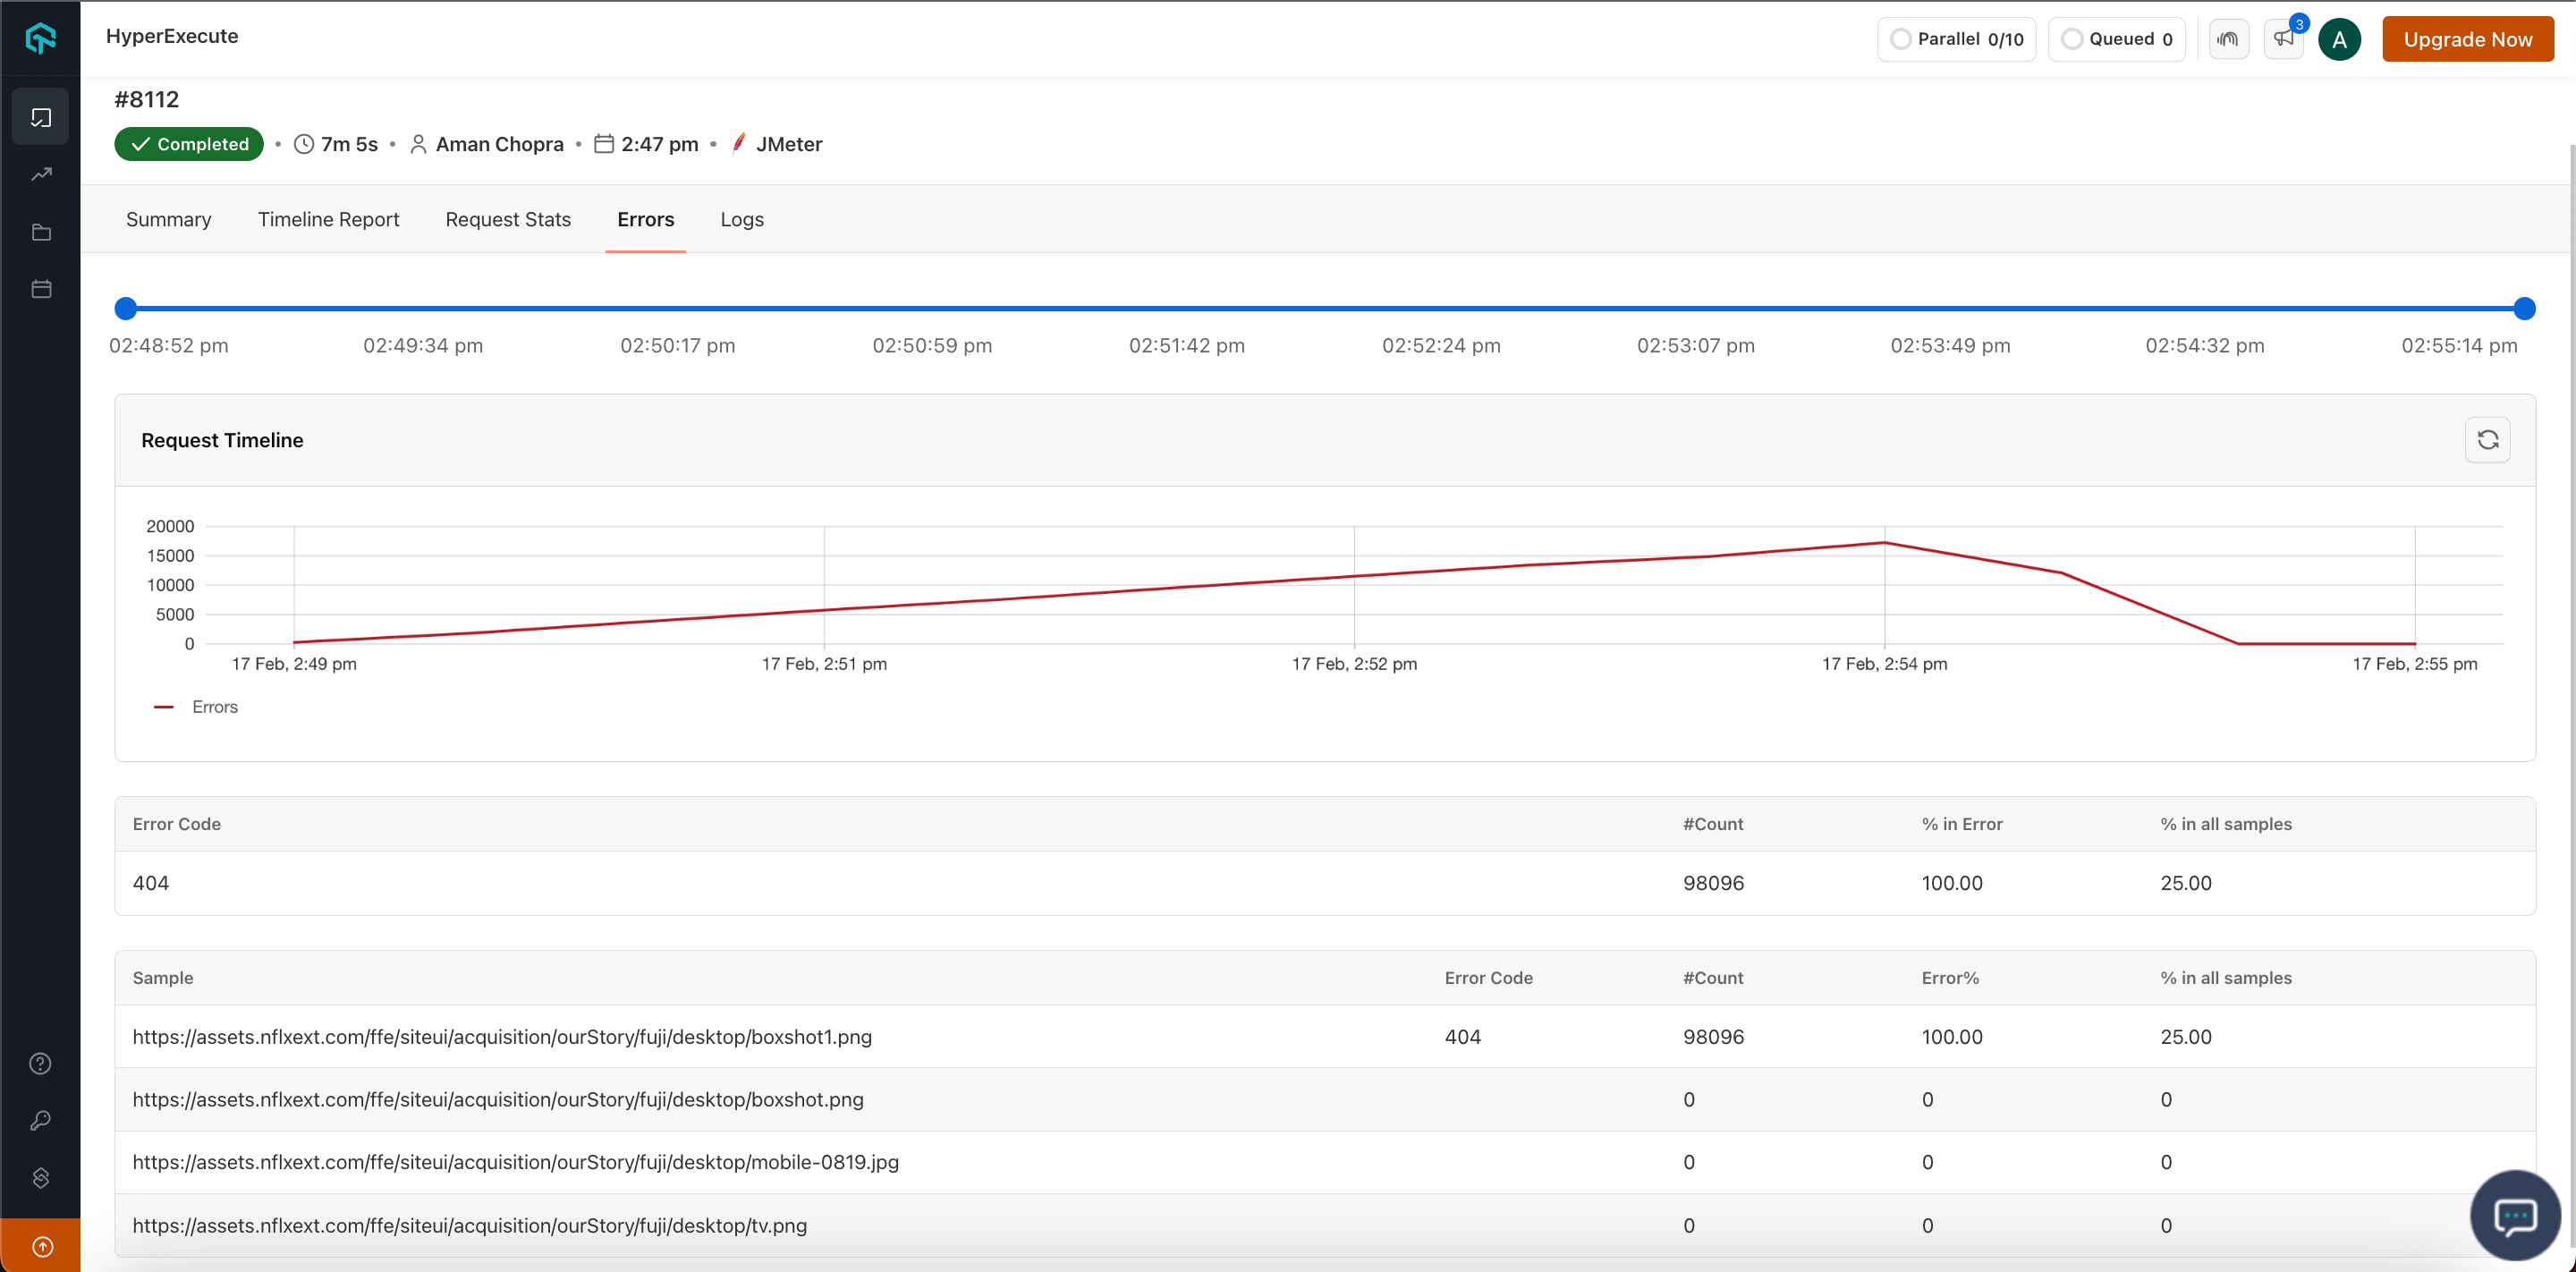 HyperExecute
Parallel 0/10
Queued 0
3
A
Upgrade Now
#8112
Completed • 7m 5s • Aman Chopra • 2:47 pm • JMeter
Summary Timeline Report Request Stats Errors Logs
02:48:52 pm 02:49:34 pm 02:50:17 pm 02:50:59 pm 02:51:42 pm 02:52:24 pm 02:53:07 pm 02:53:49 pm 02:54:32 pm 02:55:14 pm
Request Timeline
20000
15000
10000
5000
0
17 Feb, 2:49 pm 17 Feb, 2:51 pm 17 Feb, 2:52 pm 17 Feb, 2:54 pm 17 Feb, 2:55 pm
Errors
Error Code #Count % in Error % in all samples
404 98096 100.00 25.00
Sample Error Code #Count Error% % in all samples
https://assets.nflxext.com/ffe/siteui/acquisition/ourStory/fuji/desktop/boxshot1.png 404 98096 100.00 25.00
https://assets.nflxext.com/ffe/siteui/acquisition/ourStory/fuji/desktop/boxshot.png 0 0 0
https://assets.nflxext.com/ffe/siteui/acquisition/ourStory/fuji/desktop/mobile-0819.jpg 0 0 0
https://assets.nflxext.com/ffe/siteui/acquisition/ourStory/fuji/desktop/tv.png 0 0 0